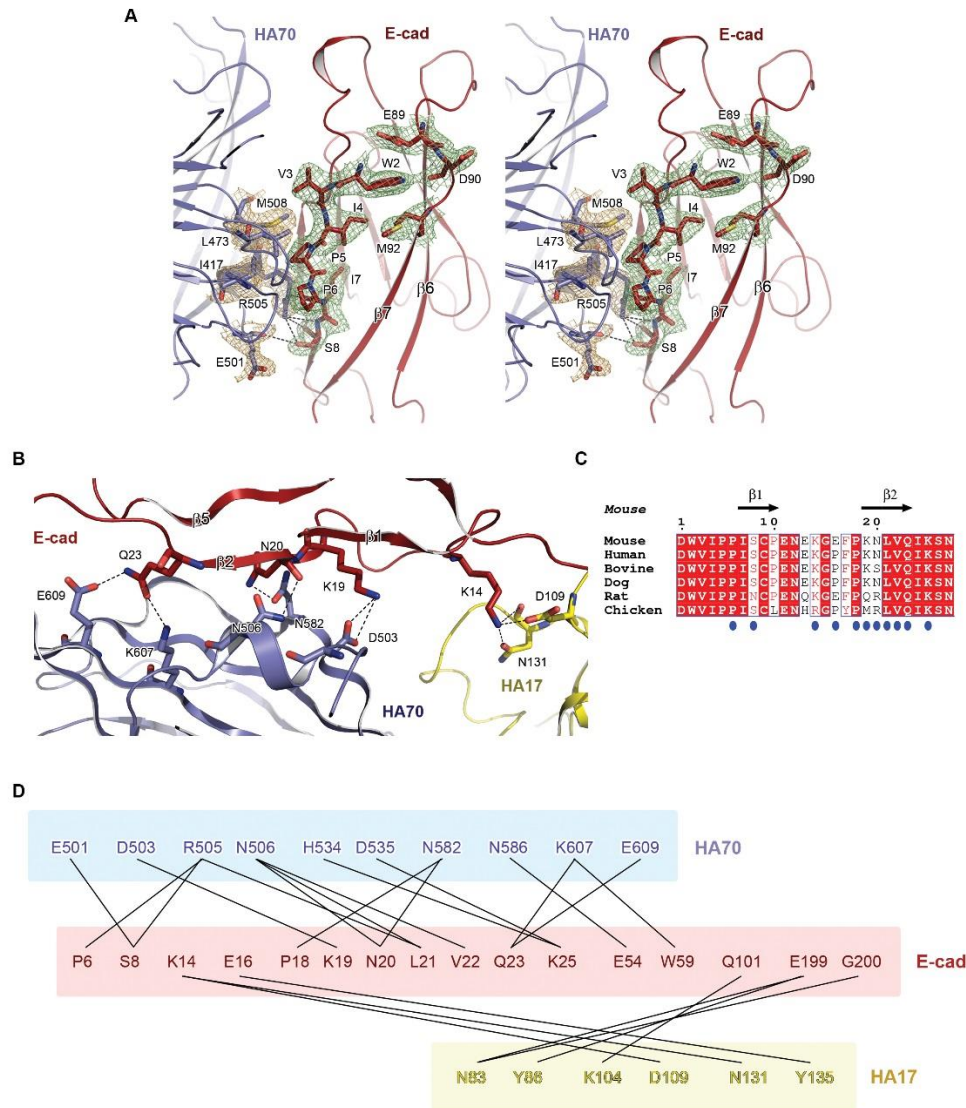 A
HA70 E-cad HA70 E-cad
E89 E89
W2 W2
V3 D90 V3 D90
M508 I4 M508 I4
L473 M92 L473 M92
I417 P5 I417 P5
I7 I7
R505 P6 β6 R505 P6 β6
β7 β7
S8 S8
E501 E501
B
E-cad β5 β1
Q23 β2 N20 K19
E609 K14 D109
N506 N582
K607 D503 N131
HA17
HA70
C
β1 β2
Mouse
1 10 20
Mouse DWVIPPISCPENEKGEFPKNLVQIKSN
Human DWVIPPISCPENEKGPFPKNLVQIKSN
Bovine DWVIPPISCPENEKGPFPKSLVQIKSN
Dog DWVIPPISCPENEKGPFPKNLVQIKSN
Rat DWVIPPINCPENQKGEFPQRLVQIKSN
Chicken DWVIPPISCLENHRGPYPMRLVQIKSN
D
E501 D503 R505 N506 H534 D535 N582 N586 K607 E609 HA70
P6 S8 K14 E16 P18 K19 N20 L21 V22 Q23 K25 E54 W59 Q101 E199 G200 E-cad
N83 Y86 K104 D109 N131 Y135 HA17